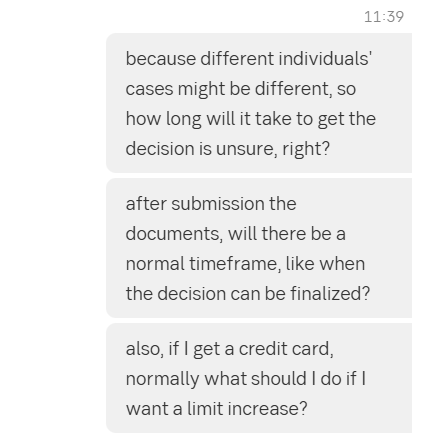 11:39
because different individuals'
cases might be different, so
how long will it take to get the
decision is unsure, right?
after submission the
documents, will there be a
normal timeframe, like when
the decision can be finalized?
also, if I get a credit card,
normally what should I do if I
want a limit increase?